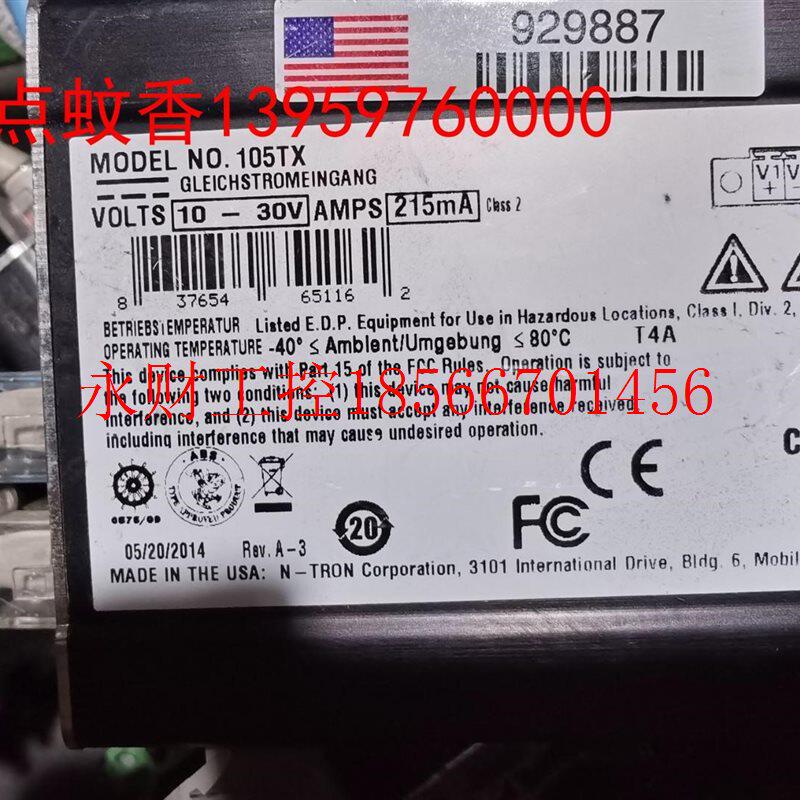 929887
点蚊香13959760000
MODEL NO. 105TX
GLEICHSTROMEINGANG
VOLTS 10 - 30V AMPS 215mA Class 2
V1
+
8 37654 65116 2
BETRIEBSTEMPERATUR Listed E.D.P. Equipment for Use in Hazardous Locations, Class I, Div. 2,
OPERATING TEMPERATURE -40° ≤ Ambient/Umgebung ≤ 80°C T4A
This device complies with Part 15 of the FCC Rules. Operation is subject to
the following two conditions: (1) this device may not cause harmful
永财工控18566701456
interference, and (2) this device must accept any interference received,
including interference that may cause undesired operation.
ABS
TYPE APPROVED PRODUCT
0575/09
CE
FC
20
05/20/2014 Rev. A-3
MADE IN THE USA: N-TRON Corporation, 3101 International Drive, Bldg. 6, Mobil